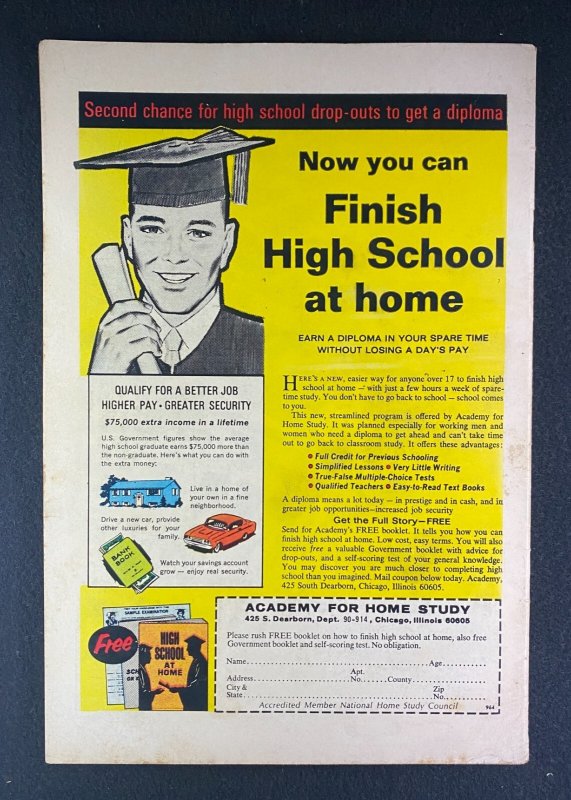 Second chance for high school drop-outs to get a diploma
Now you can
Finish
High School
at home
EARN A DIPLOMA IN YOUR SPARE TIME
WITHOUT LOSING A DAY'S PAY
HERE'S A NEW, easier way for anyone over 17 to finish high
school at home — with just a few hours a week of spare-
time study. You don't have to go back to school — school comes
to you.
This new, streamlined program is offered by Academy for
Home Study. It was planned especially for working men and
women who need a diploma to get ahead and can't take time
out to go back to classroom study. It offers these advantages:
• Full Credit for Previous Schooling
• Simplified Lessons • Very Little Writing
• True-False Multiple-Choice Tests
• Qualified Teachers • Easy-to-Read Text Books
A diploma means a lot today — in prestige and in cash, and in
greater job opportunities—increased job security
Get the Full Story—FREE
Send for Academy's FREE booklet. It tells you how you can
finish high school at home. Low cost, easy terms. You will also
receive free a valuable Government booklet with advice for
drop-outs, and a self-scoring test of your general knowledge.
You may discover you are much closer to completing high
school than you imagined. Mail coupon below today. Academy,
425 South Dearborn, Chicago, Illinois 60605.
QUALIFY FOR A BETTER JOB
HIGHER PAY • GREATER SECURITY
$75,000 extra income in a lifetime
U.S. Government figures show the average
high school graduate earns $75,000 more than
the non-graduate. Here's what you can do with
the extra money:
Live in a home of
your own in a fine
neighborhood.
Drive a new car, provide
other luxuries for your
family.
BANK
BOOK
Watch your savings account
grow — enjoy real security.
Free
SAMPLE EXAMINATION
HIGH
SCHOOL
AT
HOME
ACADEMY FOR HOME STUDY
425 S. Dearborn, Dept. 90-914, Chicago, Illinois 60605
Please rush FREE booklet on how to finish high school at home, also free
Government booklet and self-scoring test. No obligation.
Name Age
Apt.
Address No. County
City & Zip
State No.
Accredited Member National Home Study Council 964